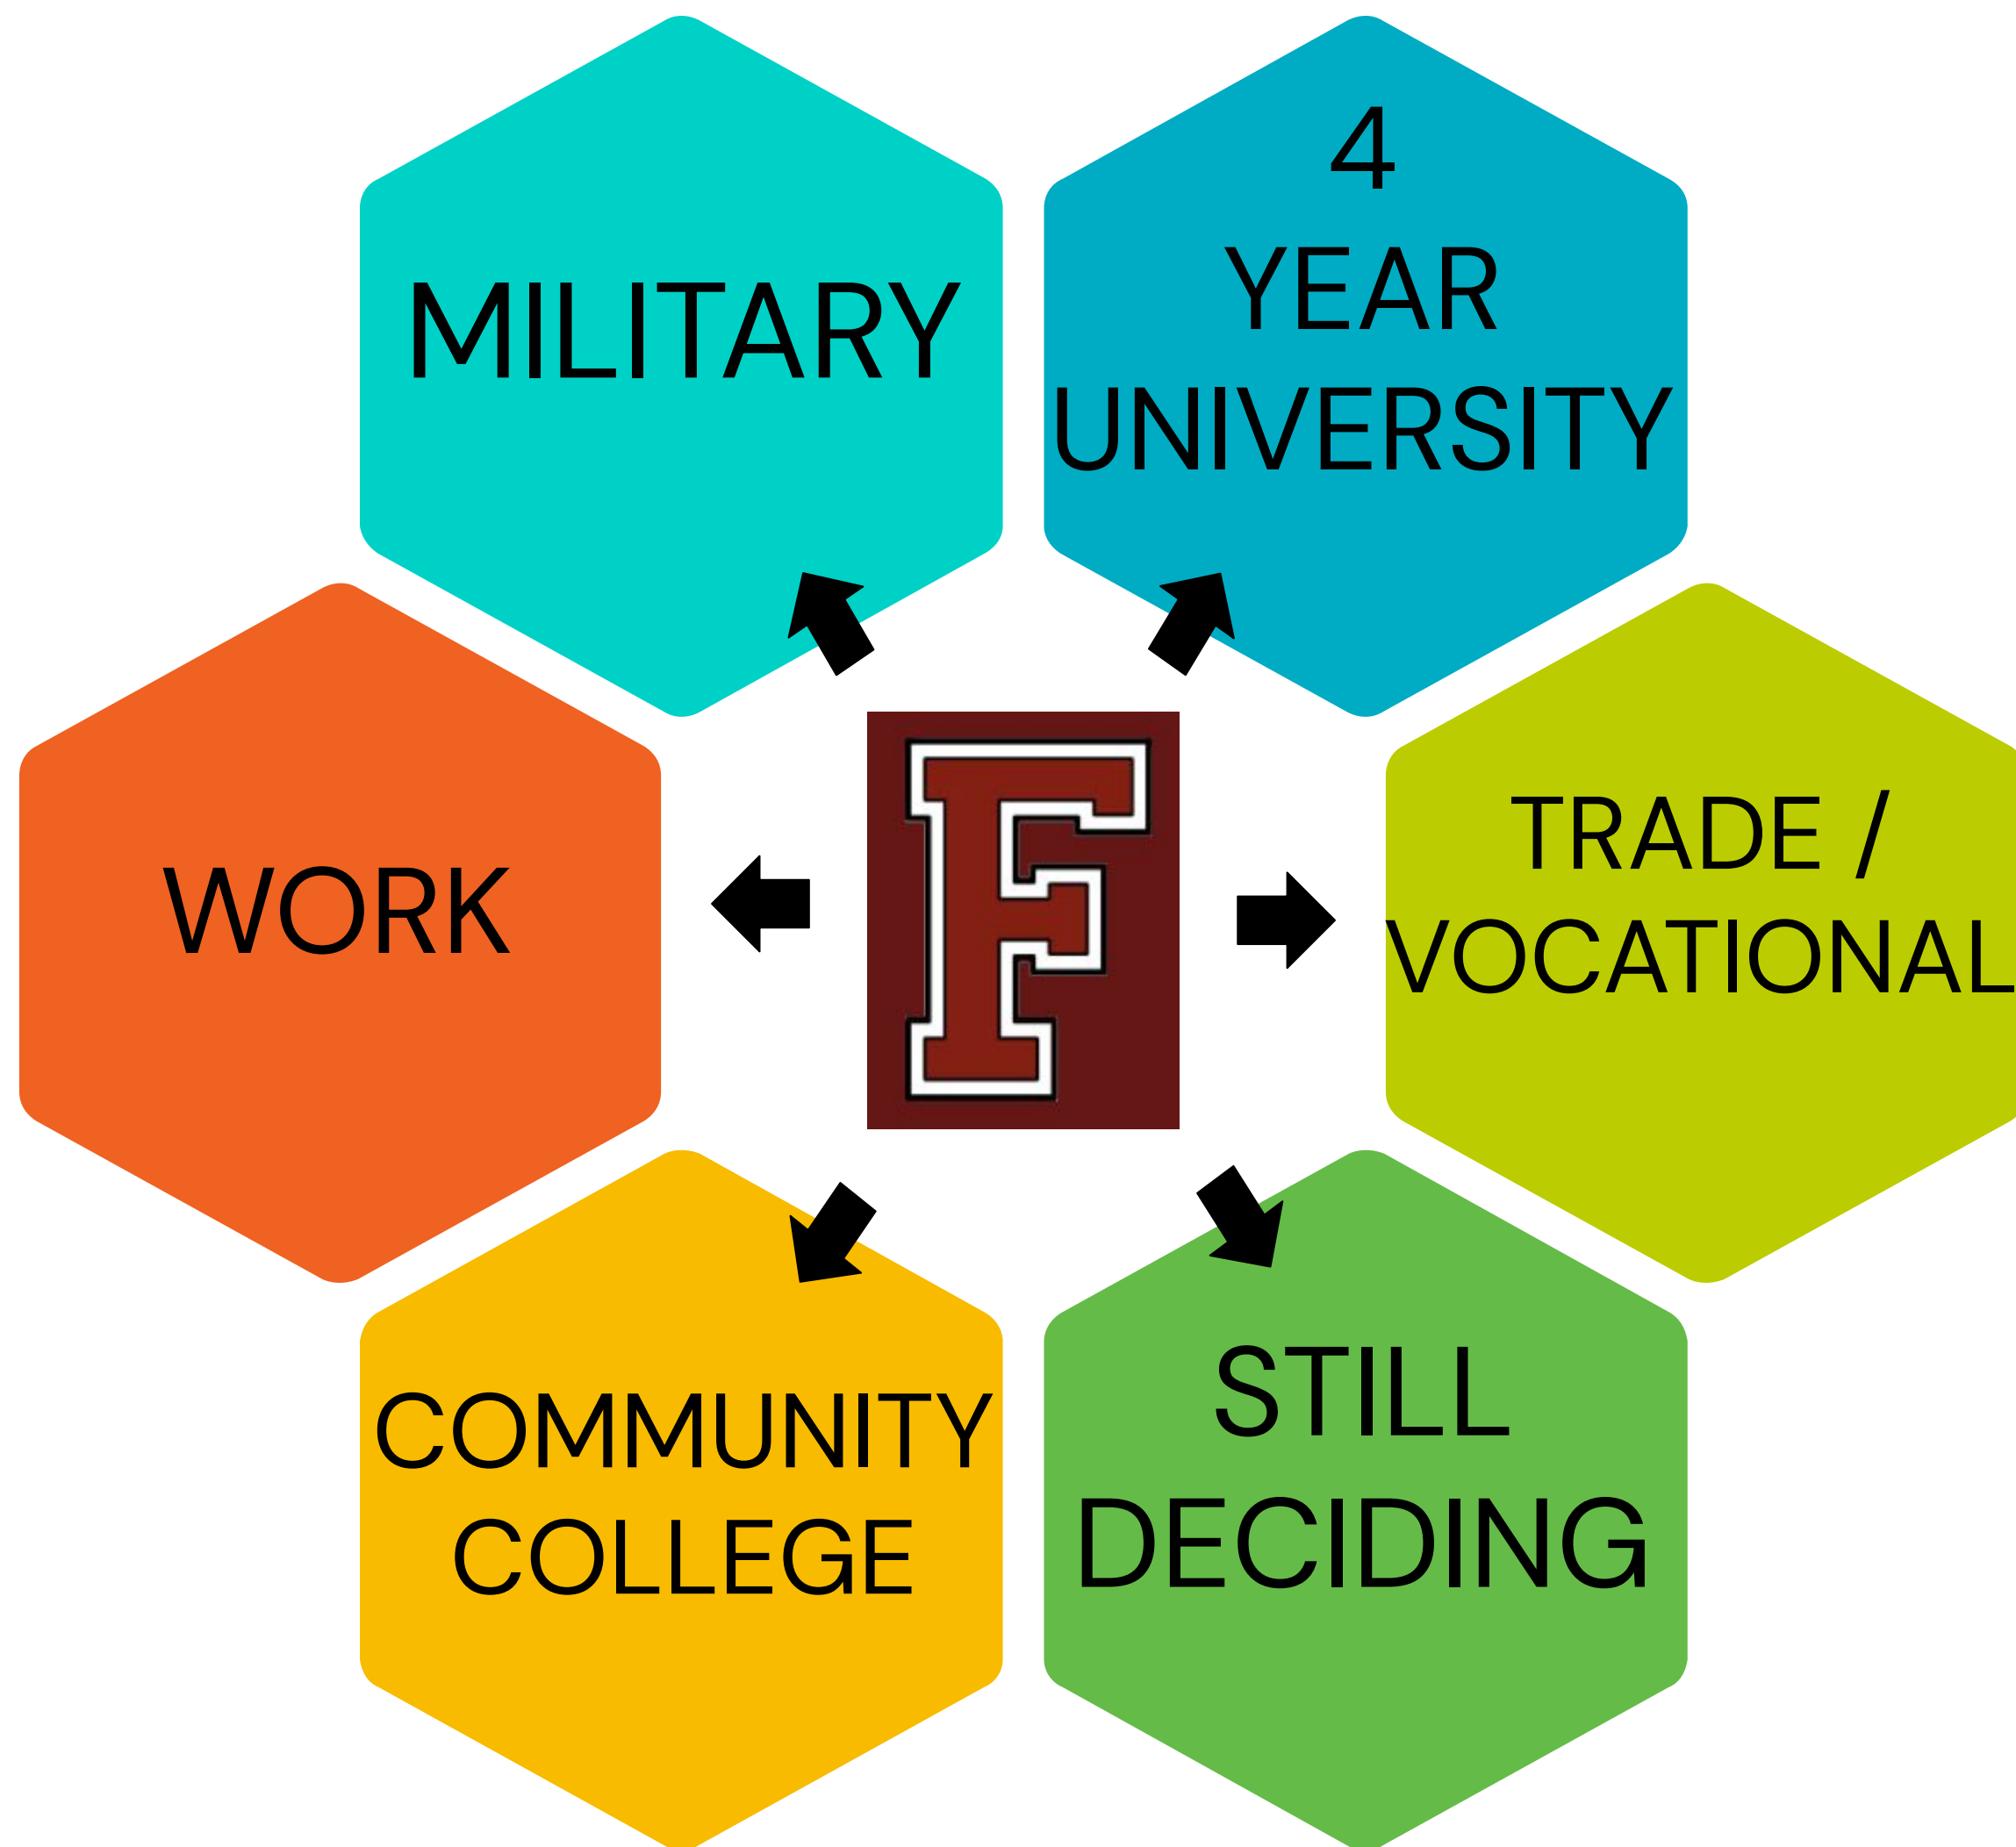 MILITARY
4
YEAR
UNIVERSITY
WORK
F
TRADE /
VOCATIONAL
COMMUNITY
COLLEGE
STILL
DECIDING